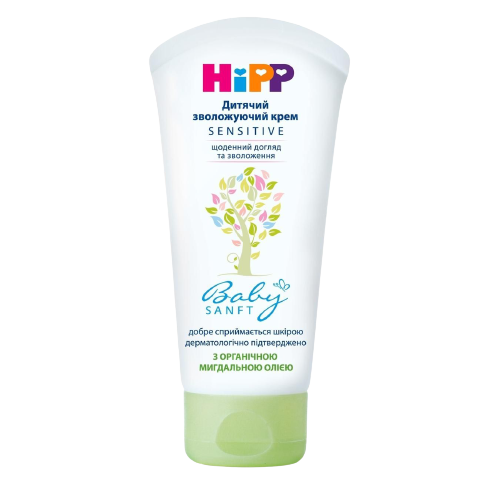 HiPP
Дитячий
зволожуючий крем
SENSITIVE
щоденний догляд
та зволоження
Baby
SANFT
добре сприймається шкірою
дерматологічно підтверджено
З ОРГАНІЧНОЮ
МИГДАЛЬНОЮ ОЛІЄЮ